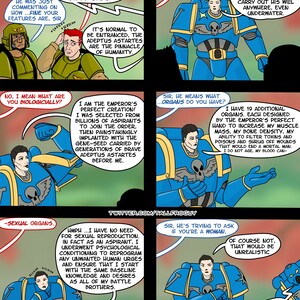 HE WAS JUST
COMMENTING ON
HOW ...FINE YOUR
FEATURES ARE, SIR
IT'S NORMAL TO
BE ENTRANCED. THE
ADEPTUS ASTARTES
ARE THE PINNACLE
OF HUMANITY.
CARRY OUT HIS WILL
ANYWHERE. EVEN
UNDERWATER.
NO, I MEAN WHAT ARE
YOU BIOLOGICALLY?
I AM THE EMPEROR'S
PERFECT CREATION! I
WAS SELECTED FROM
BILLIONS OF ASPIRANTS
TO JOIN THE ORDER,
THEN PAINSTAKINGLY
IMPLANTED WITH THE
GENE-SEED CARRIED BY
GENERATIONS OF BRAVE
ADEPTUS ASTARTES
BEFORE ME.
SIR, HE MEANS WHAT
ORGANS DO YOU HAVE?
I HAVE 19 ADDITIONAL
ORGANS. EACH DESIGNED
BY THE EMPEROR'S PERFECT
HAND TO INCREASE MY MUSCLE
MASS, MY BONE DENSITY, MY
ABILITY TO FILTER TOXINS AND
POISONS AND SHRUG OFF WOUNDS
THAT WOULD END A MORTAL MAN.
I DO NOT AGE, MY BLOOD CAN-
TWITTER.COM/TALLFROGUY
-SEXUAL ORGANS
HMPH ... I HAVE NO NEED
FOR SEXUAL REPRODUCTION.
IN FACT AS AN ASPIRANT, I
UNDERWENT PSYCHOLOGICAL
CONDITIONING TO REPROGRAM
ANY UNWANTED HUMAN URGES
AND ENSURE THAT I START
WITH THE SAME BASELINE
KNOWLEDGE AND DESIRES
AS ALL OF MY BATTLE
BROTHERS.
SIR, HE'S TRYING TO ASK
IF YOU'RE A WOMAN.
OF COURSE NOT.
THAT WOULD BE
UNREALISTIC